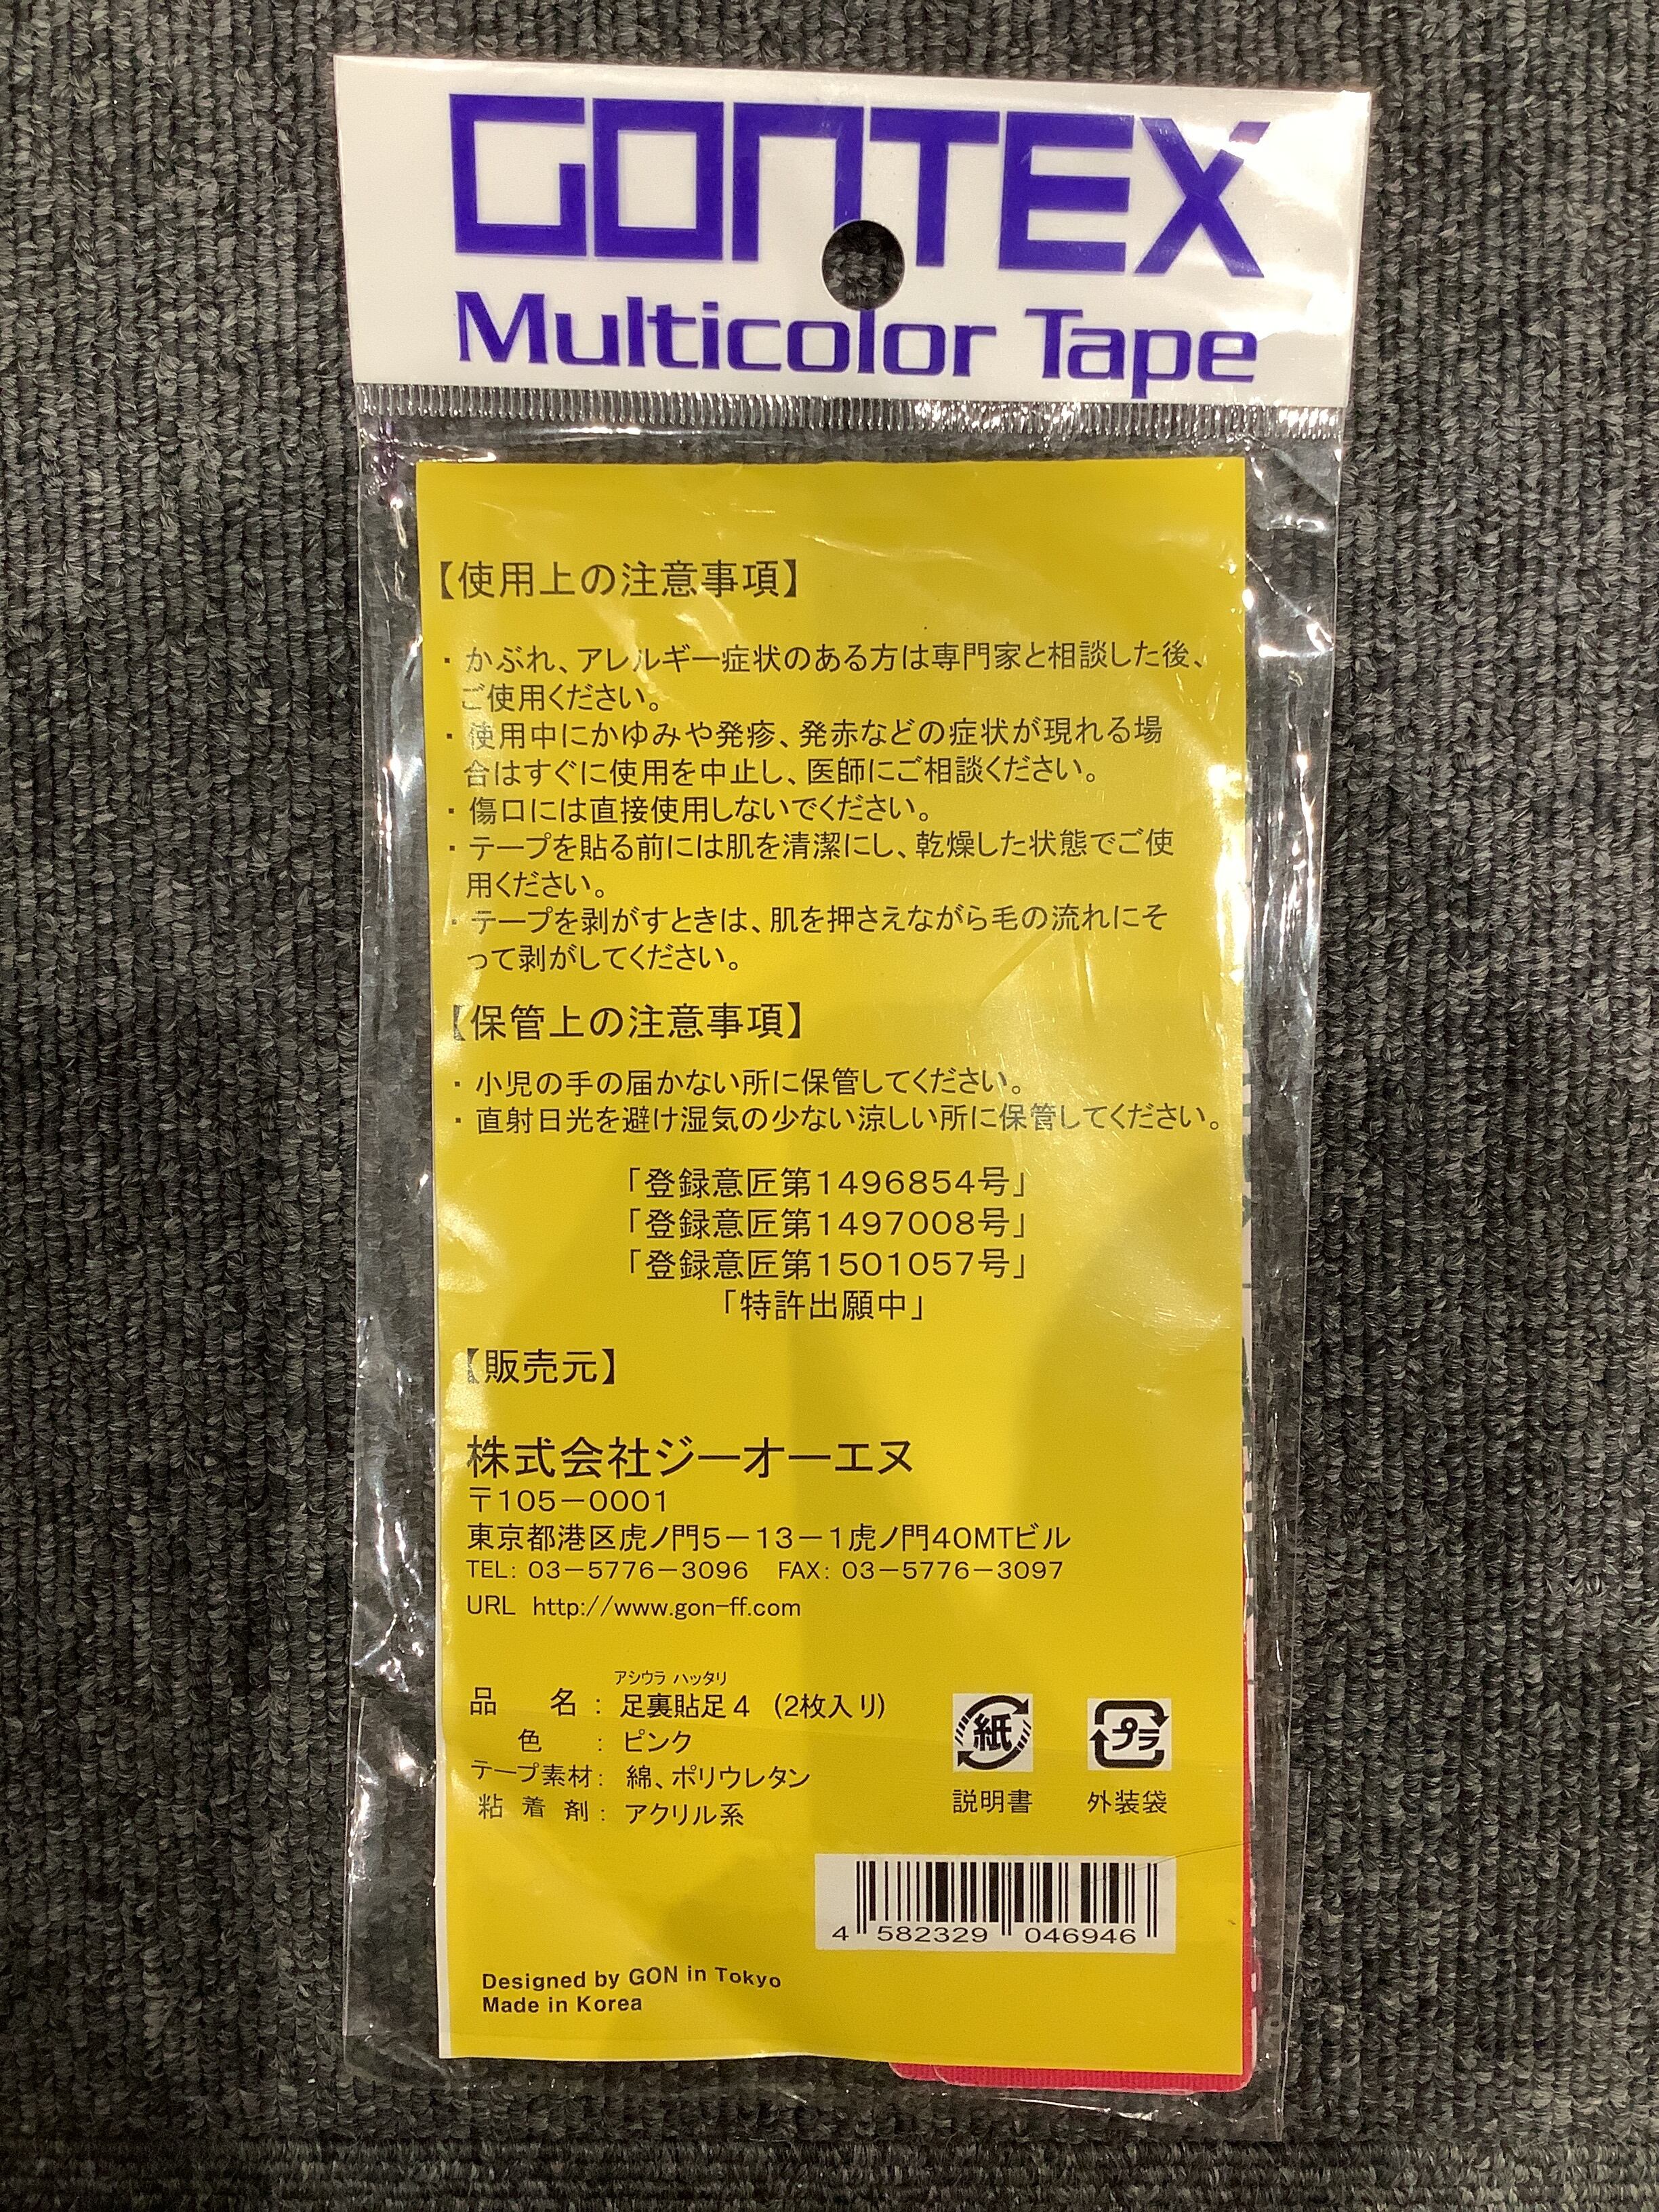 GONTEX
Multicolor Tape
【使用上の注意事項】
・かぶれ、アレルギー症状のある方は専門家と相談した後、
ご使用ください。
・使用中にかゆみや発疹、発赤などの症状が現れる場
合はすぐに使用を中止し、医師にご相談ください。
・傷口には直接使用しないでください。
・テープを貼る前には肌を清潔にし、乾燥した状態でご使
用ください。
・テープを剥がすときは、肌を押さえながら毛の流れにそ
って剥がしてください。
【保管上の注意事項】
・小児の手の届かない所に保管してください。
・直射日光を避け湿気の少ない涼しい所に保管してください。
「登録意匠第1496854号」
「登録意匠第1497008号」
「登録意匠第1501057号」
「特許出願中」
【販売元】
株式会社ジーオーエヌ
〒105−0001
東京都港区虎ノ門5−13−1虎ノ門40MTビル
TEL: 03−5776−3096 FAX: 03−5776−3097
URL http://www.gon-ff.com
アシウラ ハッタリ
品 名 : 足裏貼足4 (2枚入り)
色 : ピンク
テープ素材: 綿、ポリウレタン
粘 着 剤 : アクリル系
紙 プラ
説明書 外装袋
4 582329 046946
Designed by GON in Tokyo
Made in Korea